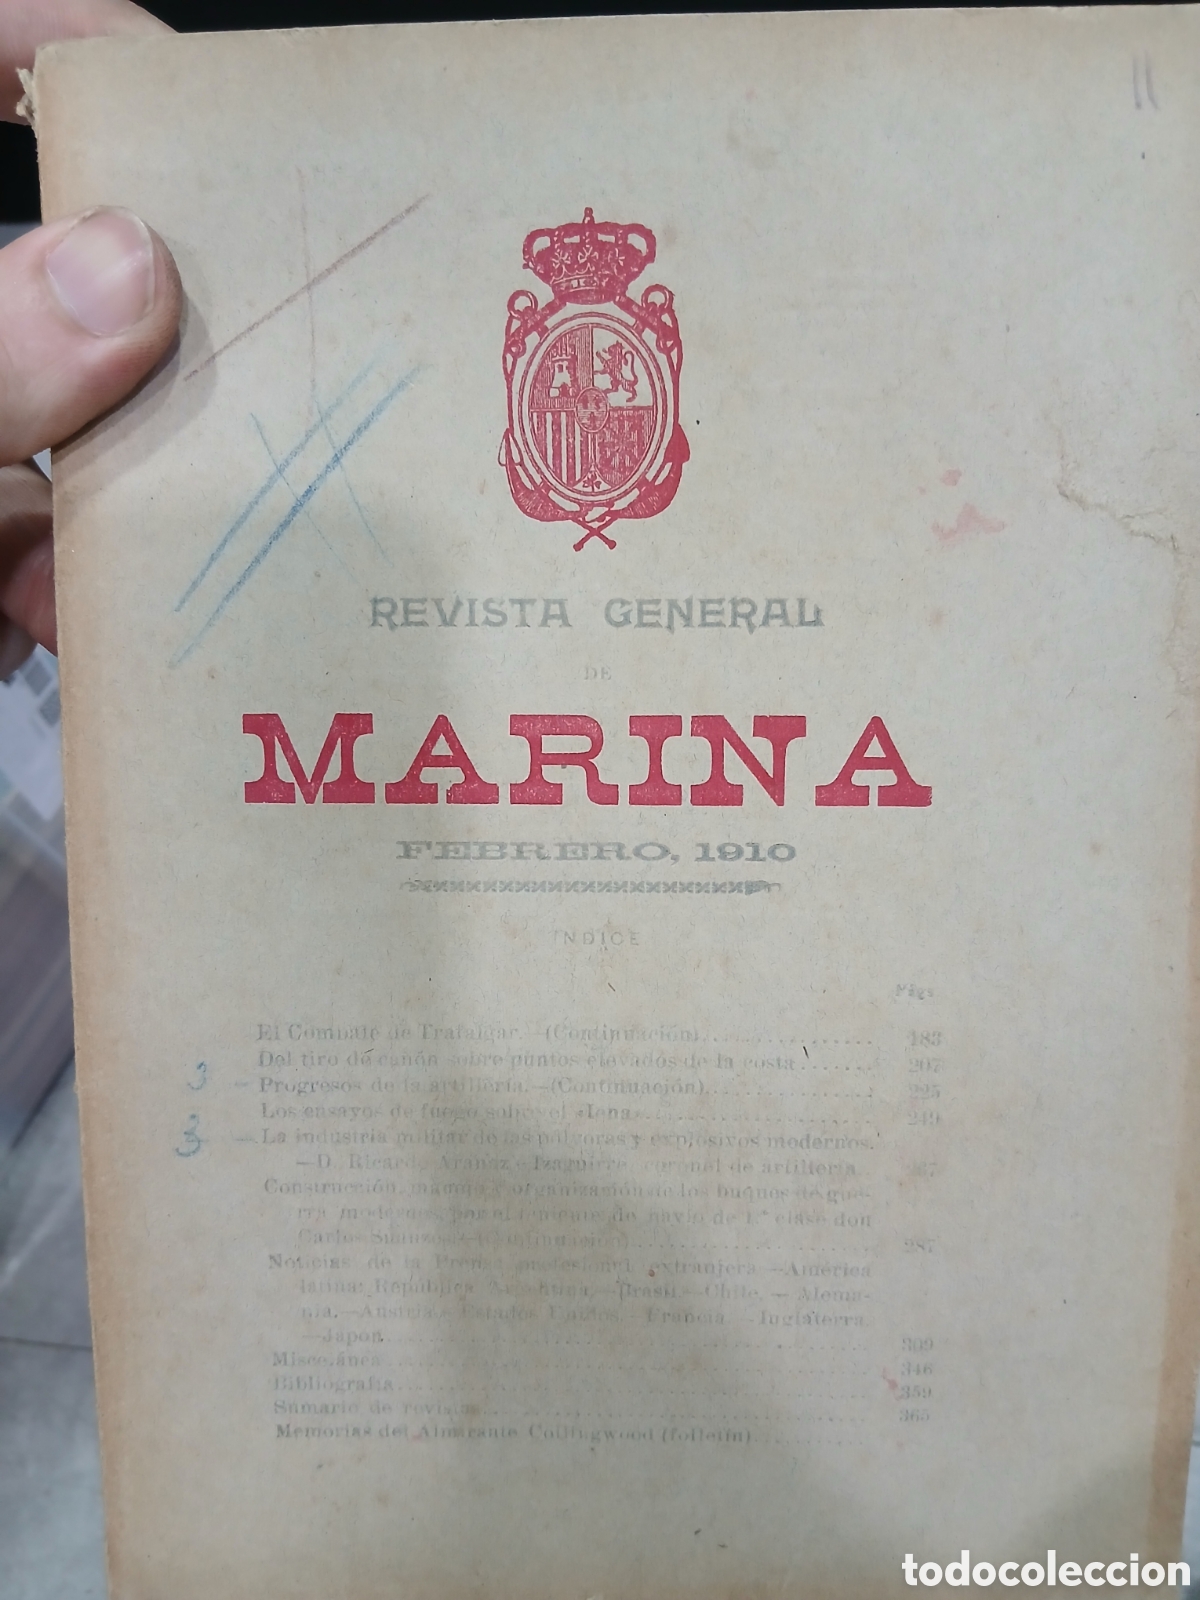 11
REVISTA GENERAL
DE
MARINA
FEBRERO, 1910
INDICE
Págs
El Combate de Trafalgar.—(Continuación).......... 183
Del tiro de cañón sobre puntos elevados de la costa....... 207
3 - Progresos de la artillería.—(Continuación).......... 225
Los ensayos de fuego sobre el «Iena».......... 249
3 - La industria militar de las pólvoras y explosivos modernos.
—D. Ricardo Aranaz e Izaguirre, coronel de artillería. 267
Construcción, manejo y organización de los buques de gue-
rra modernos, por el teniente de navío de 1.ª clase don
Carlos Suanzes.—(Continuación).......... 287
Noticias de la Prensa profesional extranjera.—América
latina: República Argentina.—Brasil.—Chile.—Alema-
nia.—Austria.—Estados Unidos.—Francia.—Inglaterra.
—Japón.......... 309
Miscelánea.......... 346
Bibliografía.......... 359
Sumario de revistas.......... 365
Memorias del Almirante Collingwood (folletín)..........
todocoleccion